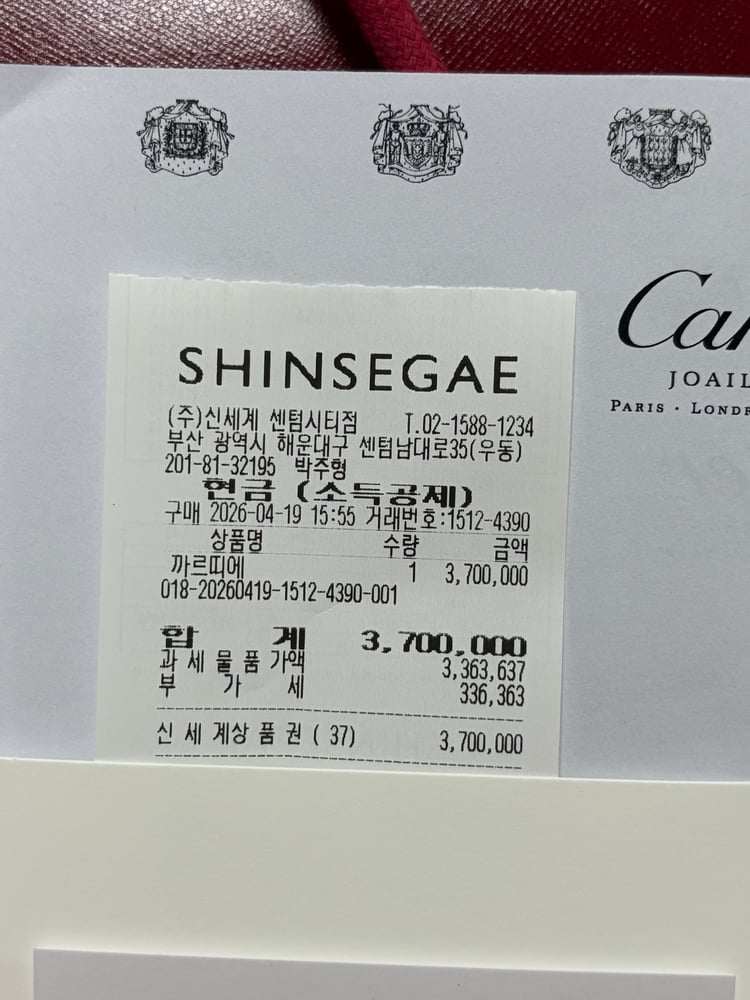 Car
JOAIL
PARIS · LONDR
SHINSEGAE
(주)신세계 센텀시티점 T.02-1588-1234
부산 광역시 해운대구 센텀남대로35(우동)
201-81-32195 박주형
현금 (소득공제)
구매 2026-04-19 15:55 거래번호:1512-4390
상품명 수량 금액
까르띠에 1 3,700,000
018-20260419-1512-4390-001
합 계 3,700,000
과 세 물 품 가액 3,363,637
부 가 세 336,363
신 세 계상 품 권 ( 37) 3,700,000